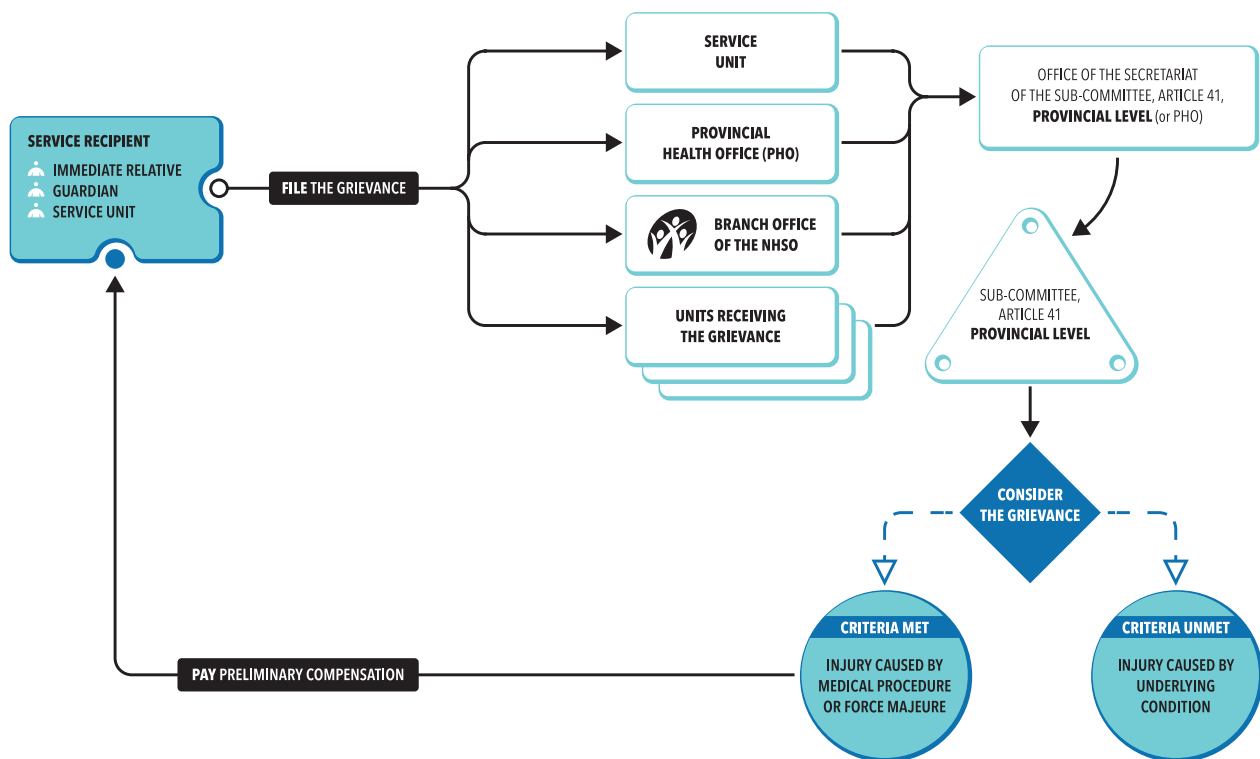 SERVICE RECIPIENT
IMMEDIATE RELATIVE
GUARDIAN
SERVICE UNIT
FILE THE GRIEVANCE
SERVICE
UNIT
PROVINCIAL
HEALTH OFFICE (PHO)
BRANCH OFFICE
OF THE NHSO
UNITS RECEIVING
THE GRIEVANCE
OFFICE OF THE SECRETARIAT
OF THE SUB-COMMITTEE, ARTICLE 41,
PROVINCIAL LEVEL (or PHO)
SUB-COMMITTEE,
ARTICLE 41
PROVINCIAL LEVEL
CONSIDER
THE GRIEVANCE
CRITERIA MET
INJURY CAUSED BY
MEDICAL PROCEDURE
OR FORCE MAJEURE
CRITERIA UNMET
INJURY CAUSED BY
UNDERLYING
CONDITION
PAY PRELIMINARY COMPENSATION